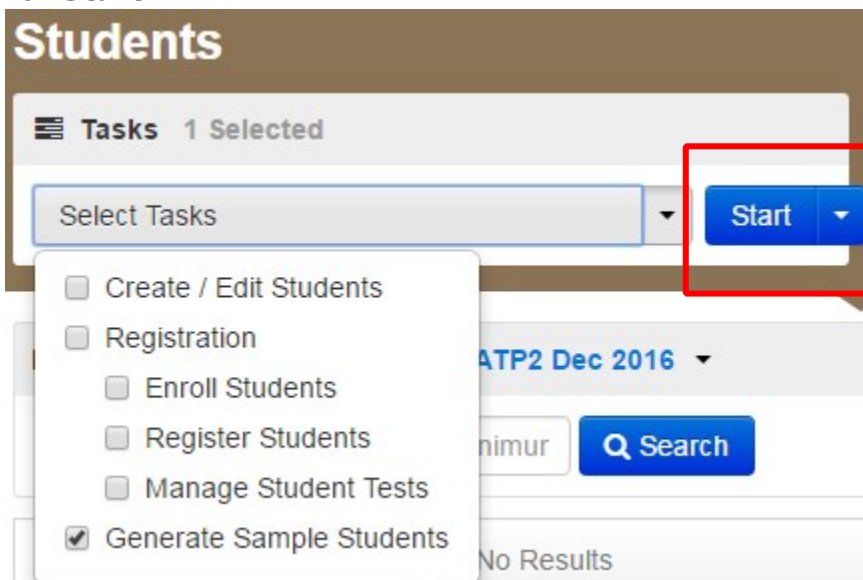 Students
Tasks 1 Selected
Select Tasks Start
Create / Edit Students
Registration
ATP2 Dec 2016
Enroll Students
Register Students
nimur Search
Manage Student Tests
Generate Sample Students
No Results